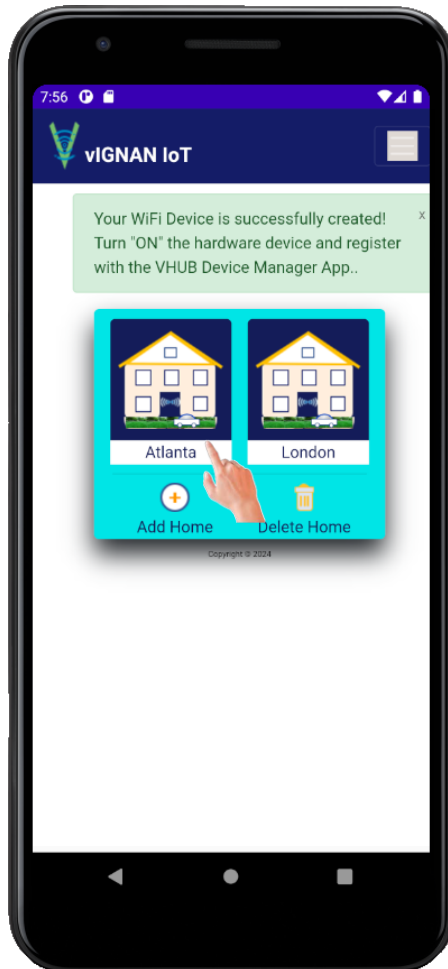 7:56
vIGNAN IoT
Your WiFi Device is successfully created! x
Turn "ON" the hardware device and register
with the VHUB Device Manager App..
Atlanta London
Add Home Delete Home
Copyright © 2024